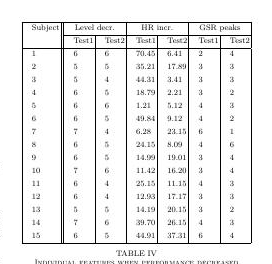 Subject Level decr. HR incr. GSR peaks
Test1 Test2 Test1 Test2 Test1 Test2
1 6 6 70.45 6.41 2 4
2 5 5 35.21 17.89 3 3
3 5 4 44.31 3.41 3 3
4 6 5 18.79 2.21 3 2
5 6 6 1.21 5.12 4 3
6 6 5 49.84 9.12 4 2
7 7 4 6.28 23.15 6 1
8 6 5 24.15 8.09 4 6
9 6 5 14.99 19.01 3 4
10 7 6 11.42 16.20 3 4
11 6 4 25.15 11.15 4 3
12 6 4 12.93 17.17 3 3
13 5 5 14.19 20.15 3 2
14 7 6 39.70 26.15 4 3
15 6 5 44.91 37.31 6 4
TABLE IV
INDIVIDUAL FEATURES WHEN PERFORMANCE DECREASED